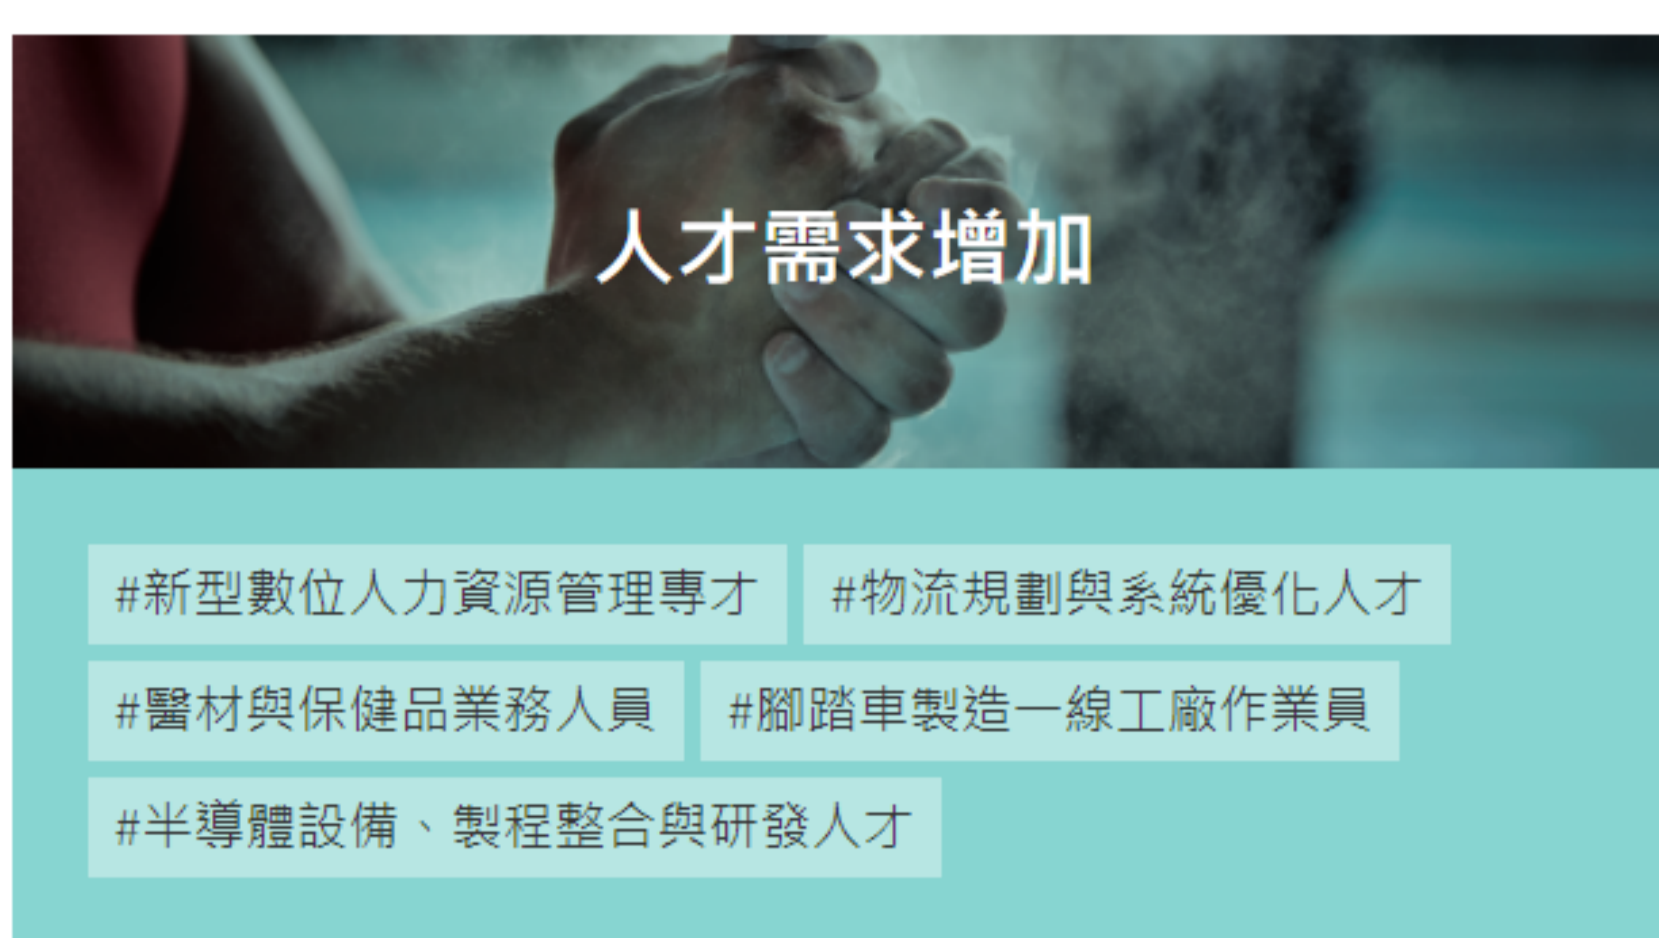 人才需求增加
#新型數位人力資源管理專才 #物流規劃與系統優化人才
#醫材與保健品業務人員 #腳踏車製造一線工廠作業員
#半導體設備、製程整合與研發人才